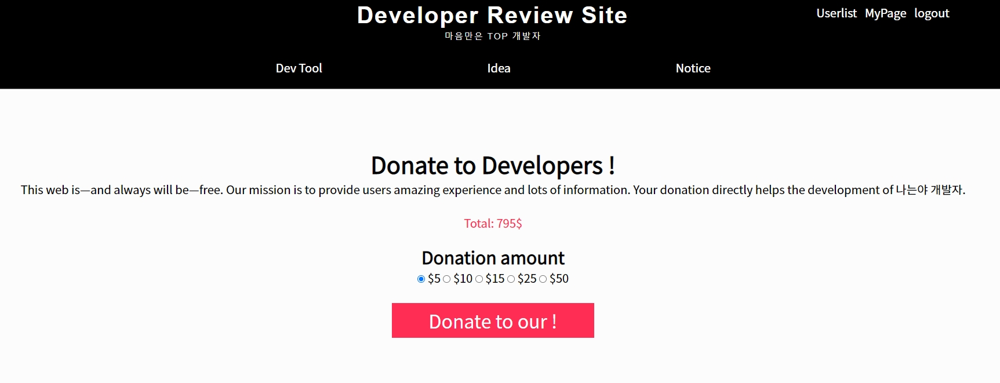 Developer Review Site
마음만은 TOP 개발자
Userlist MyPage logout
Dev Tool Idea Notice
Donate to Developers !
This web is—and always will be—free. Our mission is to provide users amazing experience and lots of information. Your donation directly helps the development of 나는야 개발자.
Total: 795$
Donation amount
$5 $10 $15 $25 $50
Donate to our !